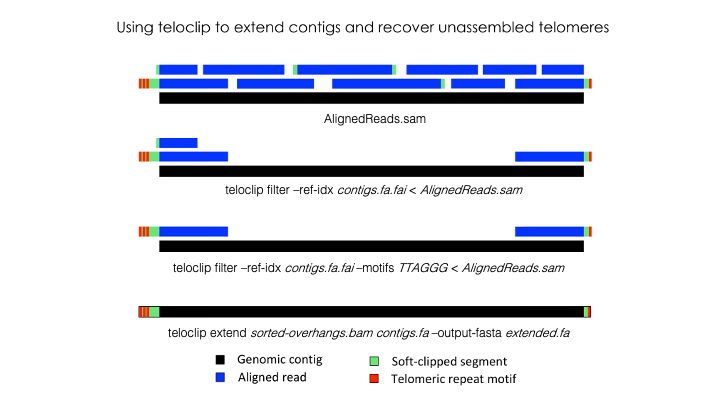 Using teloclip to extend contigs and recover unassembled telomeres
AlignedReads.sam
teloclip filter –ref-idx contigs.fa.fai < AlignedReads.sam
teloclip filter –ref-idx contigs.fa.fai –motifs TTAGGG < AlignedReads.sam
teloclip extend sorted-overhangs.bam contigs.fa –output-fasta extended.fa
Genomic contig
Soft-clipped segment
Aligned read
Telomeric repeat motif